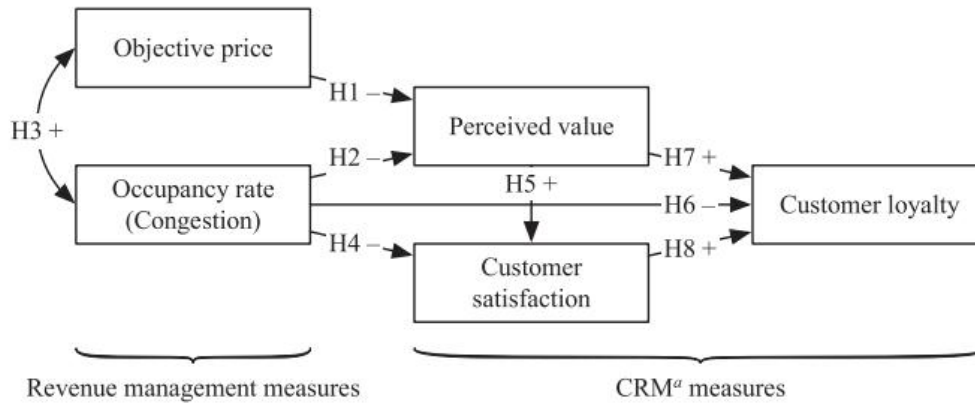 Objective price
H1 –
H3 +
Perceived value
H2 –
H7 +
Occupancy rate
(Congestion)
H5 +
H6 –
Customer loyalty
H4 –
H8 +
Customer
satisfaction
Revenue management measures
CRMᵃ measures